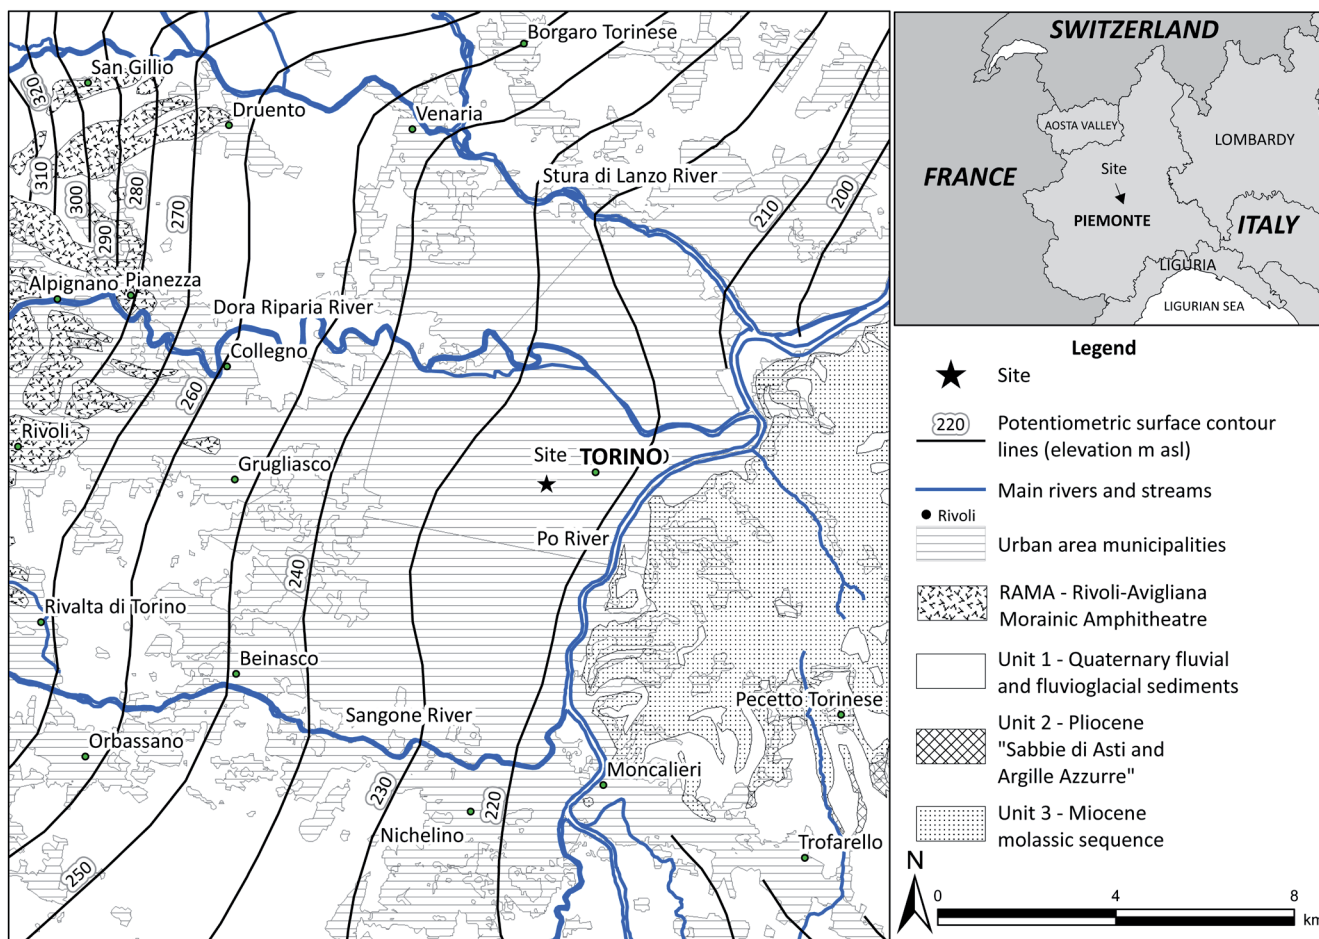 Borgaro Torinese
San Gillio
320
Druento
Venaria
Stura di Lanzo River
310
300
280
270
290
210
200
Alpignano
Pianezza
Dora Riparia River
Collegno
260
Rivoli
Grugliasco
Site
TORINO
Po River
240
Rivalta di Torino
Beinasco
Sangone River
Pecetto Torinese
Orbassano
Moncalieri
230
220
Nichelino
Trofarello
250
SWITZERLAND
AOSTA VALLEY
LOMBARDY
FRANCE
Site
PIEMONTE
ITALY
LIGURIA
LIGURIAN SEA
Legend
Site
220
Potentiometric surface contour
lines (elevation m asl)
Main rivers and streams
Rivoli
Urban area municipalities
RAMA - Rivoli-Avigliana
Morainic Amphitheatre
Unit 1 - Quaternary fluvial
and fluvioglacial sediments
Unit 2 - Pliocene
"Sabbie di Asti and
Argille Azzurre"
Unit 3 - Miocene
molassic sequence
N
0 4 8
km